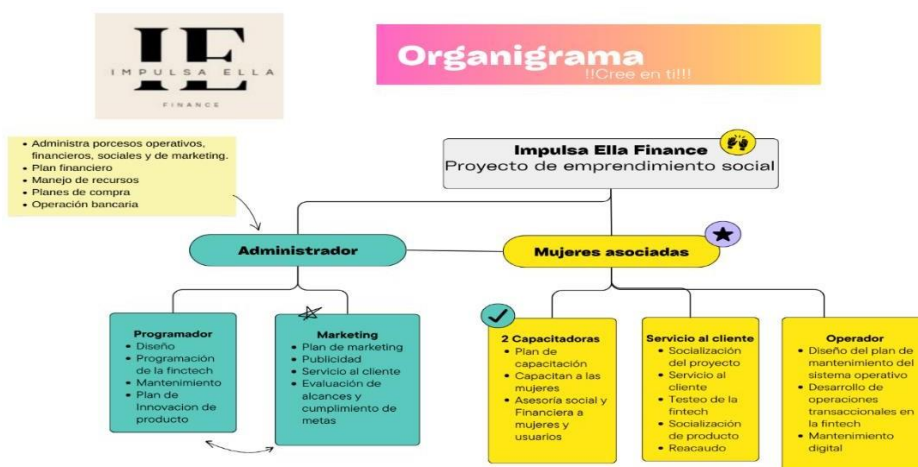 IE
IMPULSA ELLA
FINANCE
Organigrama
!!Cree en ti!!!
Administra porcesos operativos,
financieros, sociales y de marketing.
Plan financiero
Manejo de recursos
Planes de compra
Operación bancaria
Impulsa Ella Finance
Proyecto de emprendimiento social
Administrador
Mujeres asociadas
Programador
Diseño
Programación
de la finctech
Mantenimiento
Plan de
Innovacion de
producto
Marketing
Plan de marketing
Publicidad
Servicio al cliente
Evaluación de
alcances y
cumplimiento de
metas
2 Capacitadoras
Plan de
capacitación
Capacitan a las
mujeres
Asesoría social y
Financiera a
mujeres y
usuarios
Servicio al cliente
Socialización
del proyecto
Servicio al
cliente
Testeo de la
fintech
Socialización
de producto
Reacaudo
Operador
Diseño del plan de
mantenimiento del
sistema operativo
Desarrollo de
operaciones
transaccionales en
la fintech
Mantenimiento
digital